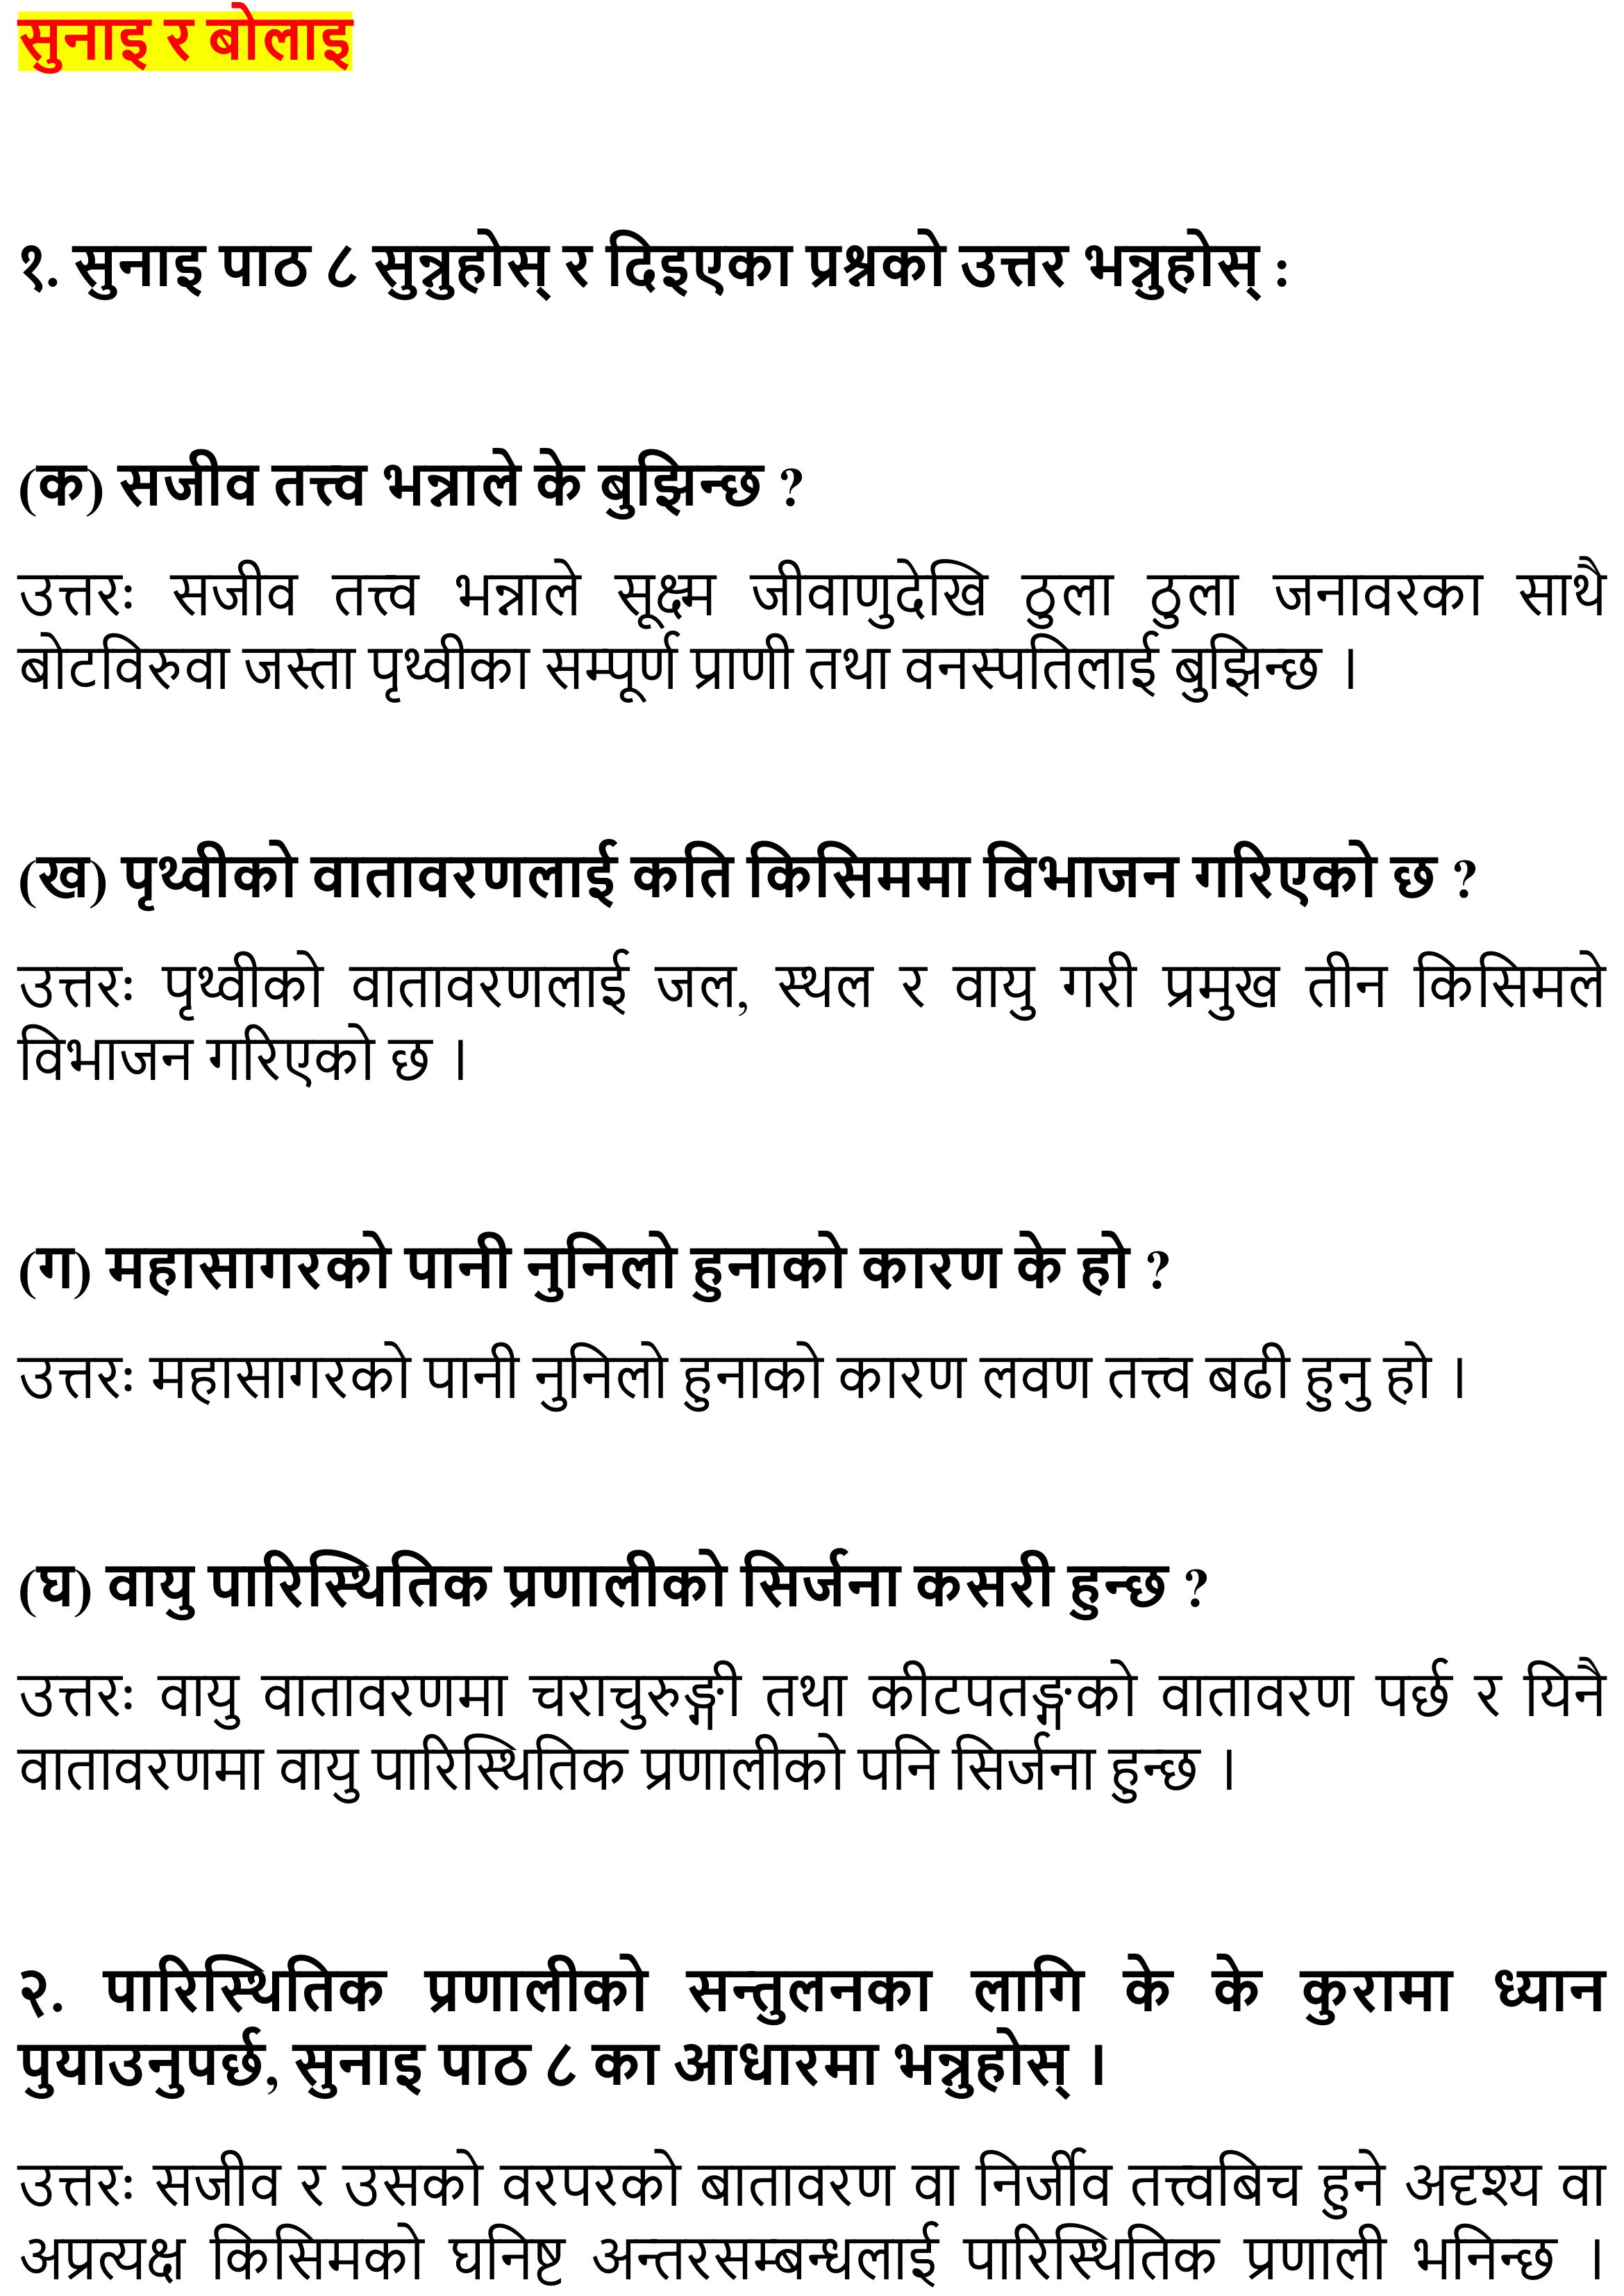 सुनाइ र बोलाइ
१. सुनाइ पाठ ८ सुन्नुहोस् र दिइएका प्रश्नको उत्तर भन्नुहोस् :
(क) सजीव तत्त्व भन्नाले के बुझिन्छ ?
उत्तरः सजीव तत्त्व भन्नाले सूक्ष्म जीवाणुदेखि ठुला ठुला जनावरका साथै
बोटविरुवा जस्ता पृथ्वीका सम्पूर्ण प्राणी तथा वनस्पतिलाई बुझिन्छ ।
(ख) पृथ्वीको वातावरणलाई कति किसिममा विभाजन गरिएको छ ?
उत्तरः पृथ्वीको वातावरणलाई जल, स्थल र वायु गरी प्रमुख तीन किसिमले
विभाजन गरिएको छ ।
(ग) महासागरको पानी नुनिलो हुनाको कारण के हो ?
उत्तरः महासागरको पानी नुनिलो हुनाको कारण लवण तत्त्व बढी हुनु हो ।
(घ) वायु पारिस्थितिक प्रणालीको सिर्जना कसरी हुन्छ ?
उत्तरः वायु वातावरणमा चराचुरुङ्गी तथा कीटपतङ्गको वातावरण पर्छ र यिनै
वातावरणमा वायु पारिस्थितिक प्रणालीको पनि सिर्जना हुन्छ ।
२. पारिस्थितिक प्रणालीको सन्तुलनका लागि के के कुरामा ध्यान
पुयाउनुपर्छ, सुनाइ पाठ ८ का आधारमा भन्नुहोस् ।
उत्तरः सजीव र उसको वरपरको बातावरण वा निर्जीव तत्त्वबिच हुने अदृश्य वा
अप्रत्यक्ष किसिमको घनिष्ट अन्तरसम्बन्धलाई पारिस्थितिक प्रणाली भनिन्छ ।